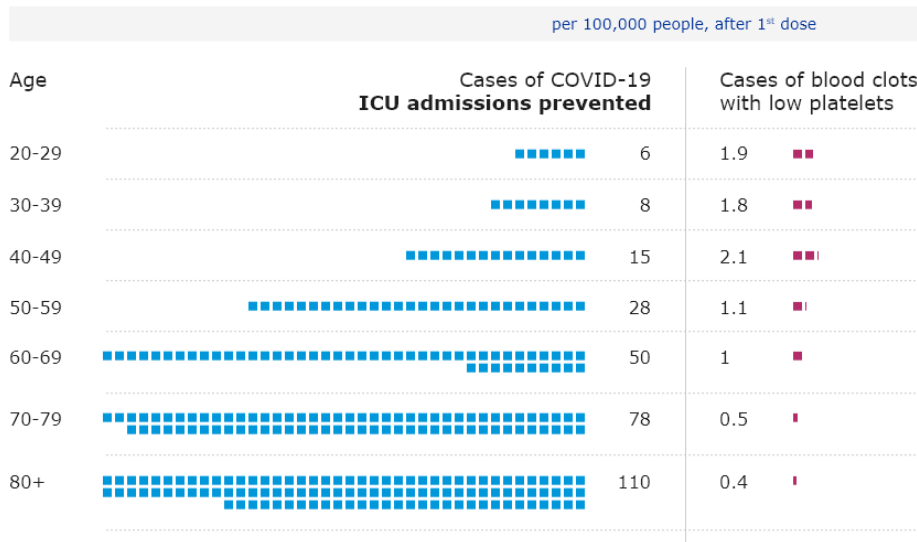 per 100,000 people, after 1st dose
Age
Cases of COVID-19
ICU admissions prevented
Cases of blood clots
with low platelets
20-29 6 1.9
30-39 8 1.8
40-49 15 2.1
50-59 28 1.1
60-69 50 1
70-79 78 0.5
80+ 110 0.4